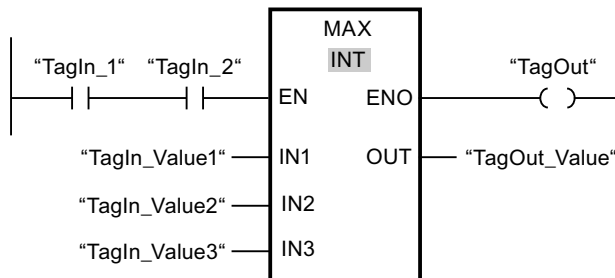 MAX
INT
“TagIn_1“ “TagIn_2“ “TagOut“
EN ENO
“TagIn_Value1“ IN1 OUT “TagOut_Value“
“TagIn_Value2“ IN2
“TagIn_Value3“ IN3